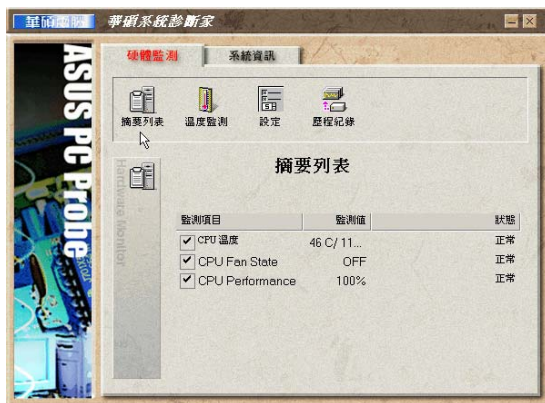 華碩系統診斷家
ASUS PC Probe
硬體監測
系統資訊
摘要列表
溫度監測
設定
歷程紀錄
Hardware Monitor
摘要列表
監測項目 監測值 狀態
CPU 溫度 46 C/ 11... 正常
CPU Fan State OFF 正常
CPU Performance 100% 正常